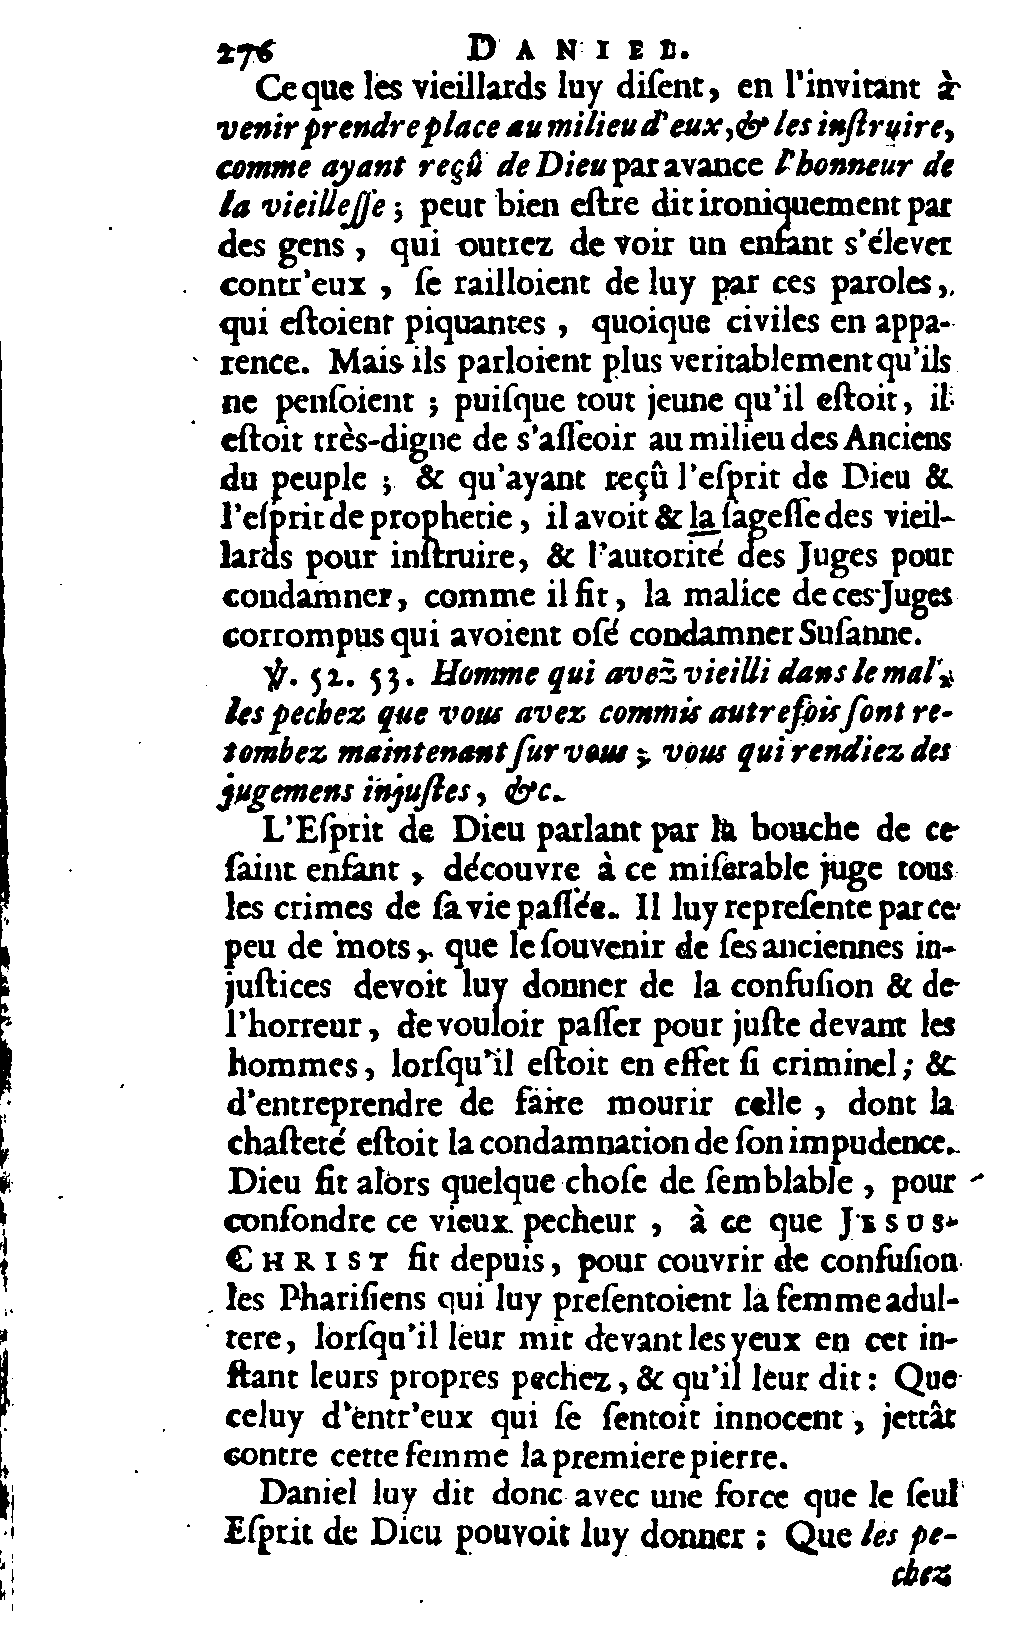 276 DANIEL.
Ce que les vieillards luy diſent, en l'invitant à
venir prendre place au milieu d'eux, & les inſtruire,
comme ayant reçû de Dieu par avance l'honneur de
la vieilleſſe ; peut bien eſtre dit ironiquement par
des gens , qui outrez de voir un enfant s'élever
contr'eux , ſe railloient de luy par ces paroles ,
qui eſtoient piquantes , quoique civiles en appa-
rence. Mais ils parloient plus veritablement qu'ils
ne penſoient ; puiſque tout jeune qu'il eſtoit , il
eſtoit très-digne de s'aſſeoir au milieu des Anciens
du peuple ; & qu'ayant reçû l'eſprit de Dieu &
l'eſprit de prophetie , il avoit & la ſageſſe des vieil-
lards pour inſtruire, & l'autorité des Juges pour
condamner, comme il fit , la malice de ces Juges
corrompus qui avoient oſé condamner Suſanne.
℣. 52. 53. Homme qui avez vieilli dans le mal,
les pechez que vous avez commis autrefois ſont re-
tombez maintenant ſur vous ; vous qui rendiez des
jugemens injuſtes , &c.
L'Eſprit de Dieu parlant par la bouche de ce
ſaint enfant , découvre à ce miſerable juge tous
les crimes de ſa vie paſſée. Il luy repreſente par ce
peu de mots , que le ſouvenir de ſes anciennes in-
juſtices devoit luy donner de la confuſion & de
l'horreur , de vouloir paſſer pour juſte devant les
hommes , lorſqu'il eſtoit en effet ſi criminel ; &
d'entreprendre de faire mourir celle , dont la
chaſteté eſtoit la condamnation de ſon impudence.
Dieu fit alors quelque choſe de ſemblable , pour
confondre ce vieux pecheur , à ce que JESUS-
CHRIST fit depuis , pour couvrir de confuſion
les Phariſiens qui luy preſentoient la femme adul-
tere , lorſqu'il leur mit devant les yeux en cet in-
ſtant leurs propres pechez , & qu'il leur dit : Que
celuy d'entr'eux qui ſe ſentoit innocent , jettât
contre cette femme la premiere pierre.
Daniel luy dit donc avec une force que le ſeul
Eſprit de Dieu pouvoit luy donner : Que les pe-
chez